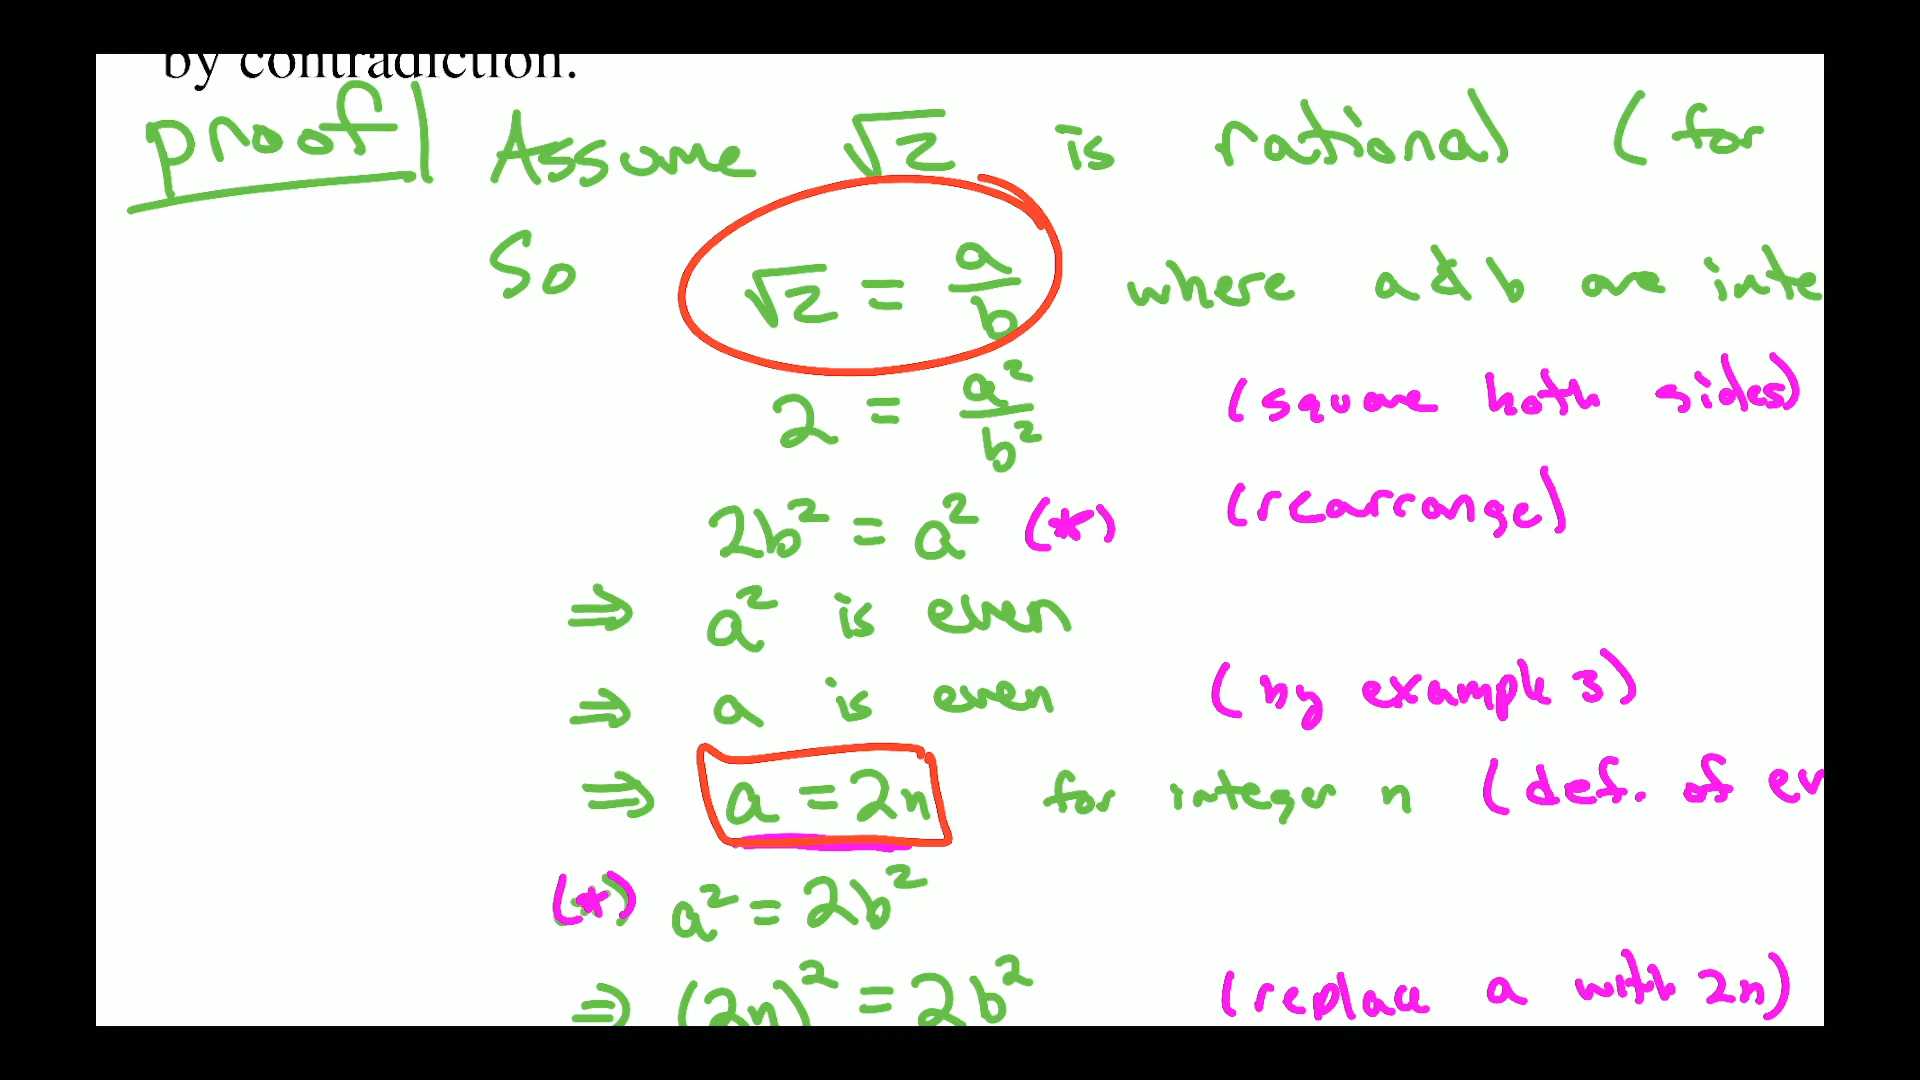 by contradiction.
proof Assume √2 is rational (for
So √2 = a/b where a & b are inte
2 = a²/b² (square both sides)
2b² = a² (*) (rearrange)
⇒ a² is even
⇒ a is even (by example 3)
⇒ a = 2n for integer n (def. of ev
(*) a² = 2b²
⇒ (2n)² = 2b² (replace a with 2n)